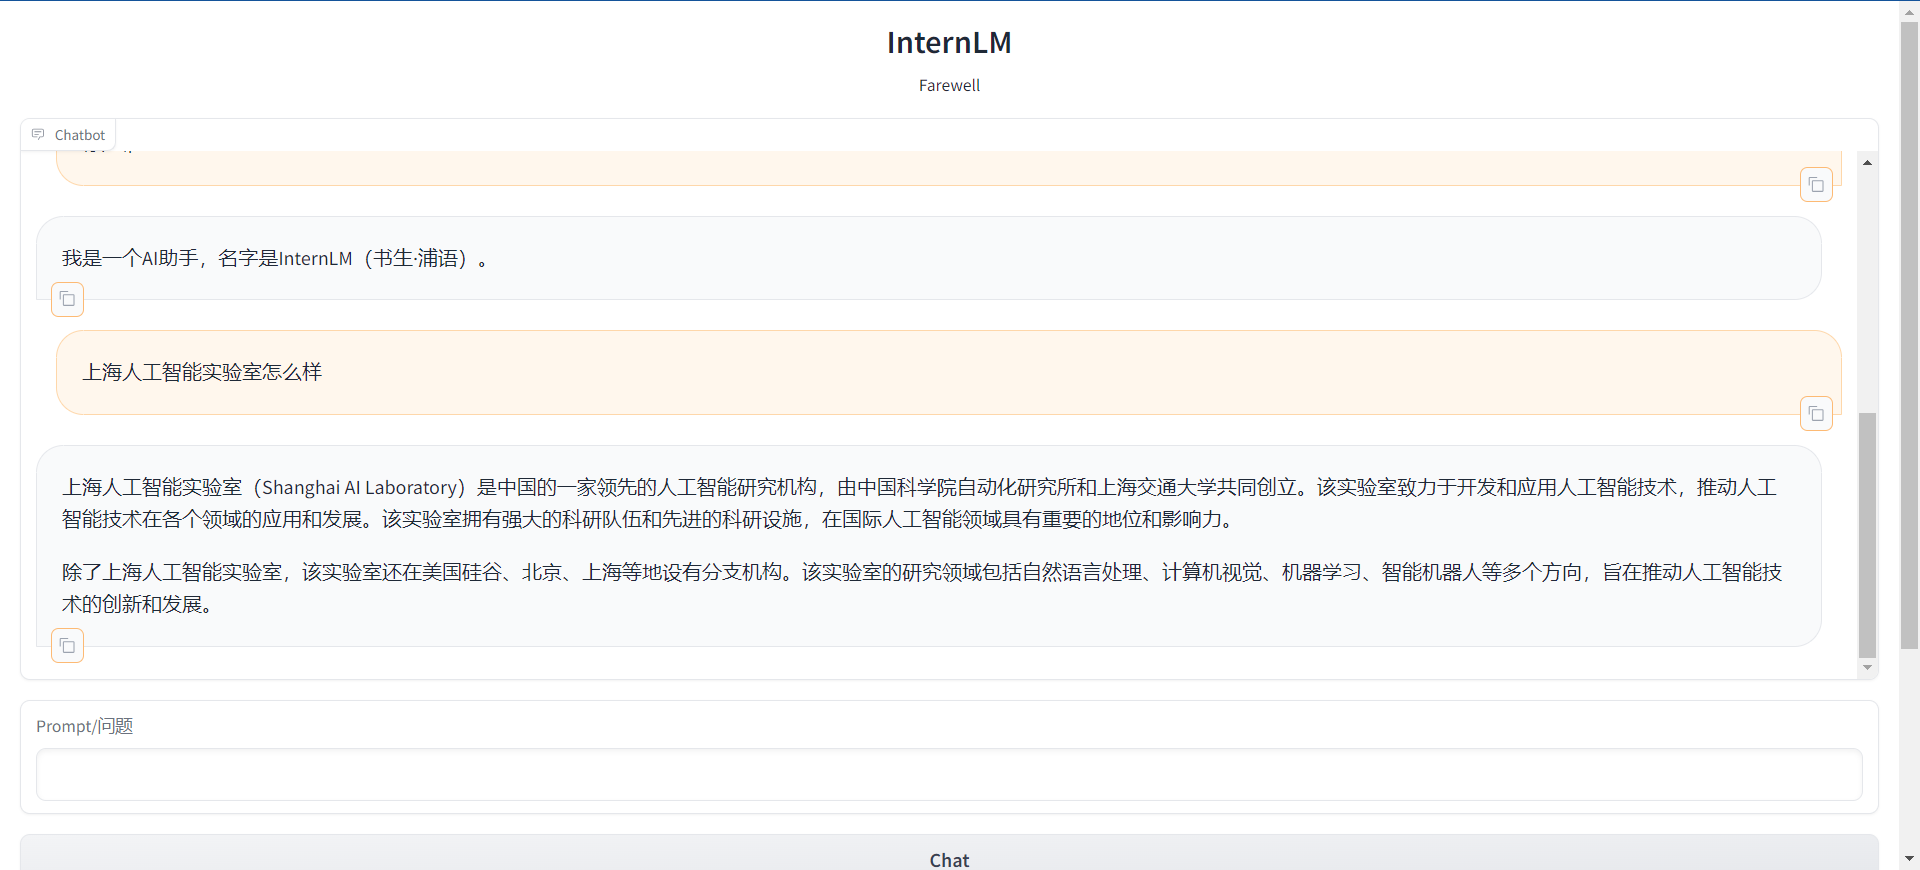 InternLM
Farewell
Chatbot
我是一个AI助手，名字是InternLM（书生·浦语）。
上海人工智能实验室怎么样
上海人工智能实验室（Shanghai AI Laboratory）是中国的一家领先的人工智能研究机构，由中国科学院自动化研究所和上海交通大学共同创立。该实验室致力于开发和应用人工智能技术，推动人工
智能技术在各个领域的应用和发展。该实验室拥有强大的科研队伍和先进的科研设施，在国际人工智能领域具有重要的地位和影响力。
除了上海人工智能实验室，该实验室还在美国硅谷、北京、上海等地设有分支机构。该实验室的研究领域包括自然语言处理、计算机视觉、机器学习、智能机器人等多个方向，旨在推动人工智能技
术的创新和发展。
Prompt/问题
Chat